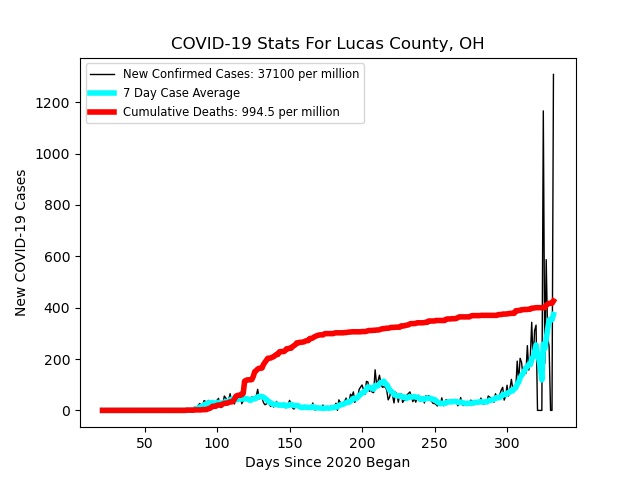 COVID-19 Stats For Lucas County, OH
New Confirmed Cases: 37100 per million
7 Day Case Average
Cumulative Deaths: 994.5 per million
New COVID-19 Cases
1200
1000
800
600
400
200
0
50 100 150 200 250 300
Days Since 2020 Began